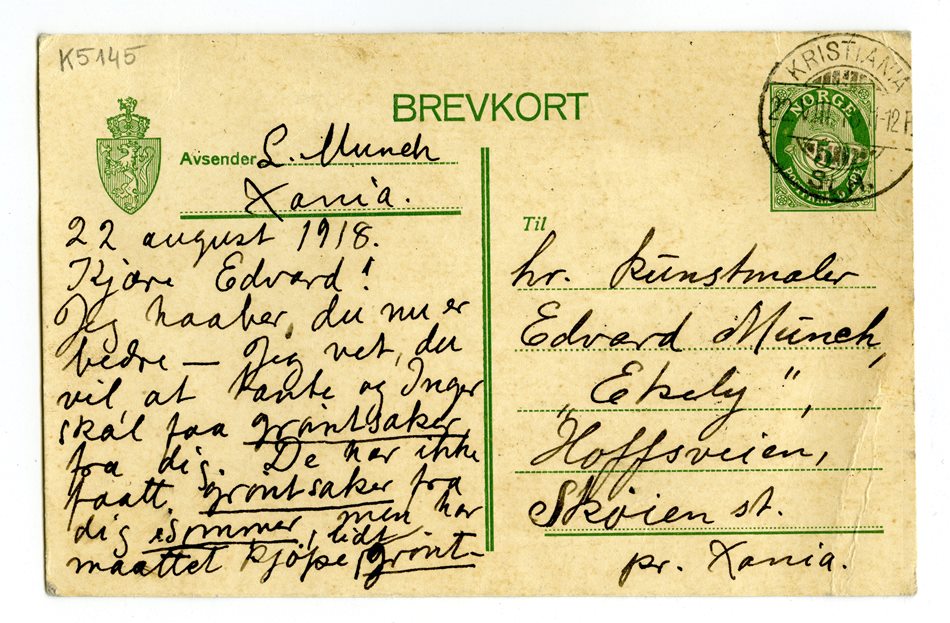 K5145
BREVKORT
KRISTIANIA
NORGE
Avsender L. Munch
Xania.
22 august 1918.
Kjære Edvard!
Jeg haaber, du nu er
bedre – Jeg vet, du
vil at tante og Inger
skal faa grøntsaker
fra dig. De har ikke
faatt grøntsaker fra
dig isommer, men har
maattet kjøpe, lidt grønt-
Til
hr. Kunstmaler
Edvard Munch,
"Ekely",
Hoffsveien,
Skøien st.
pr. Xania.